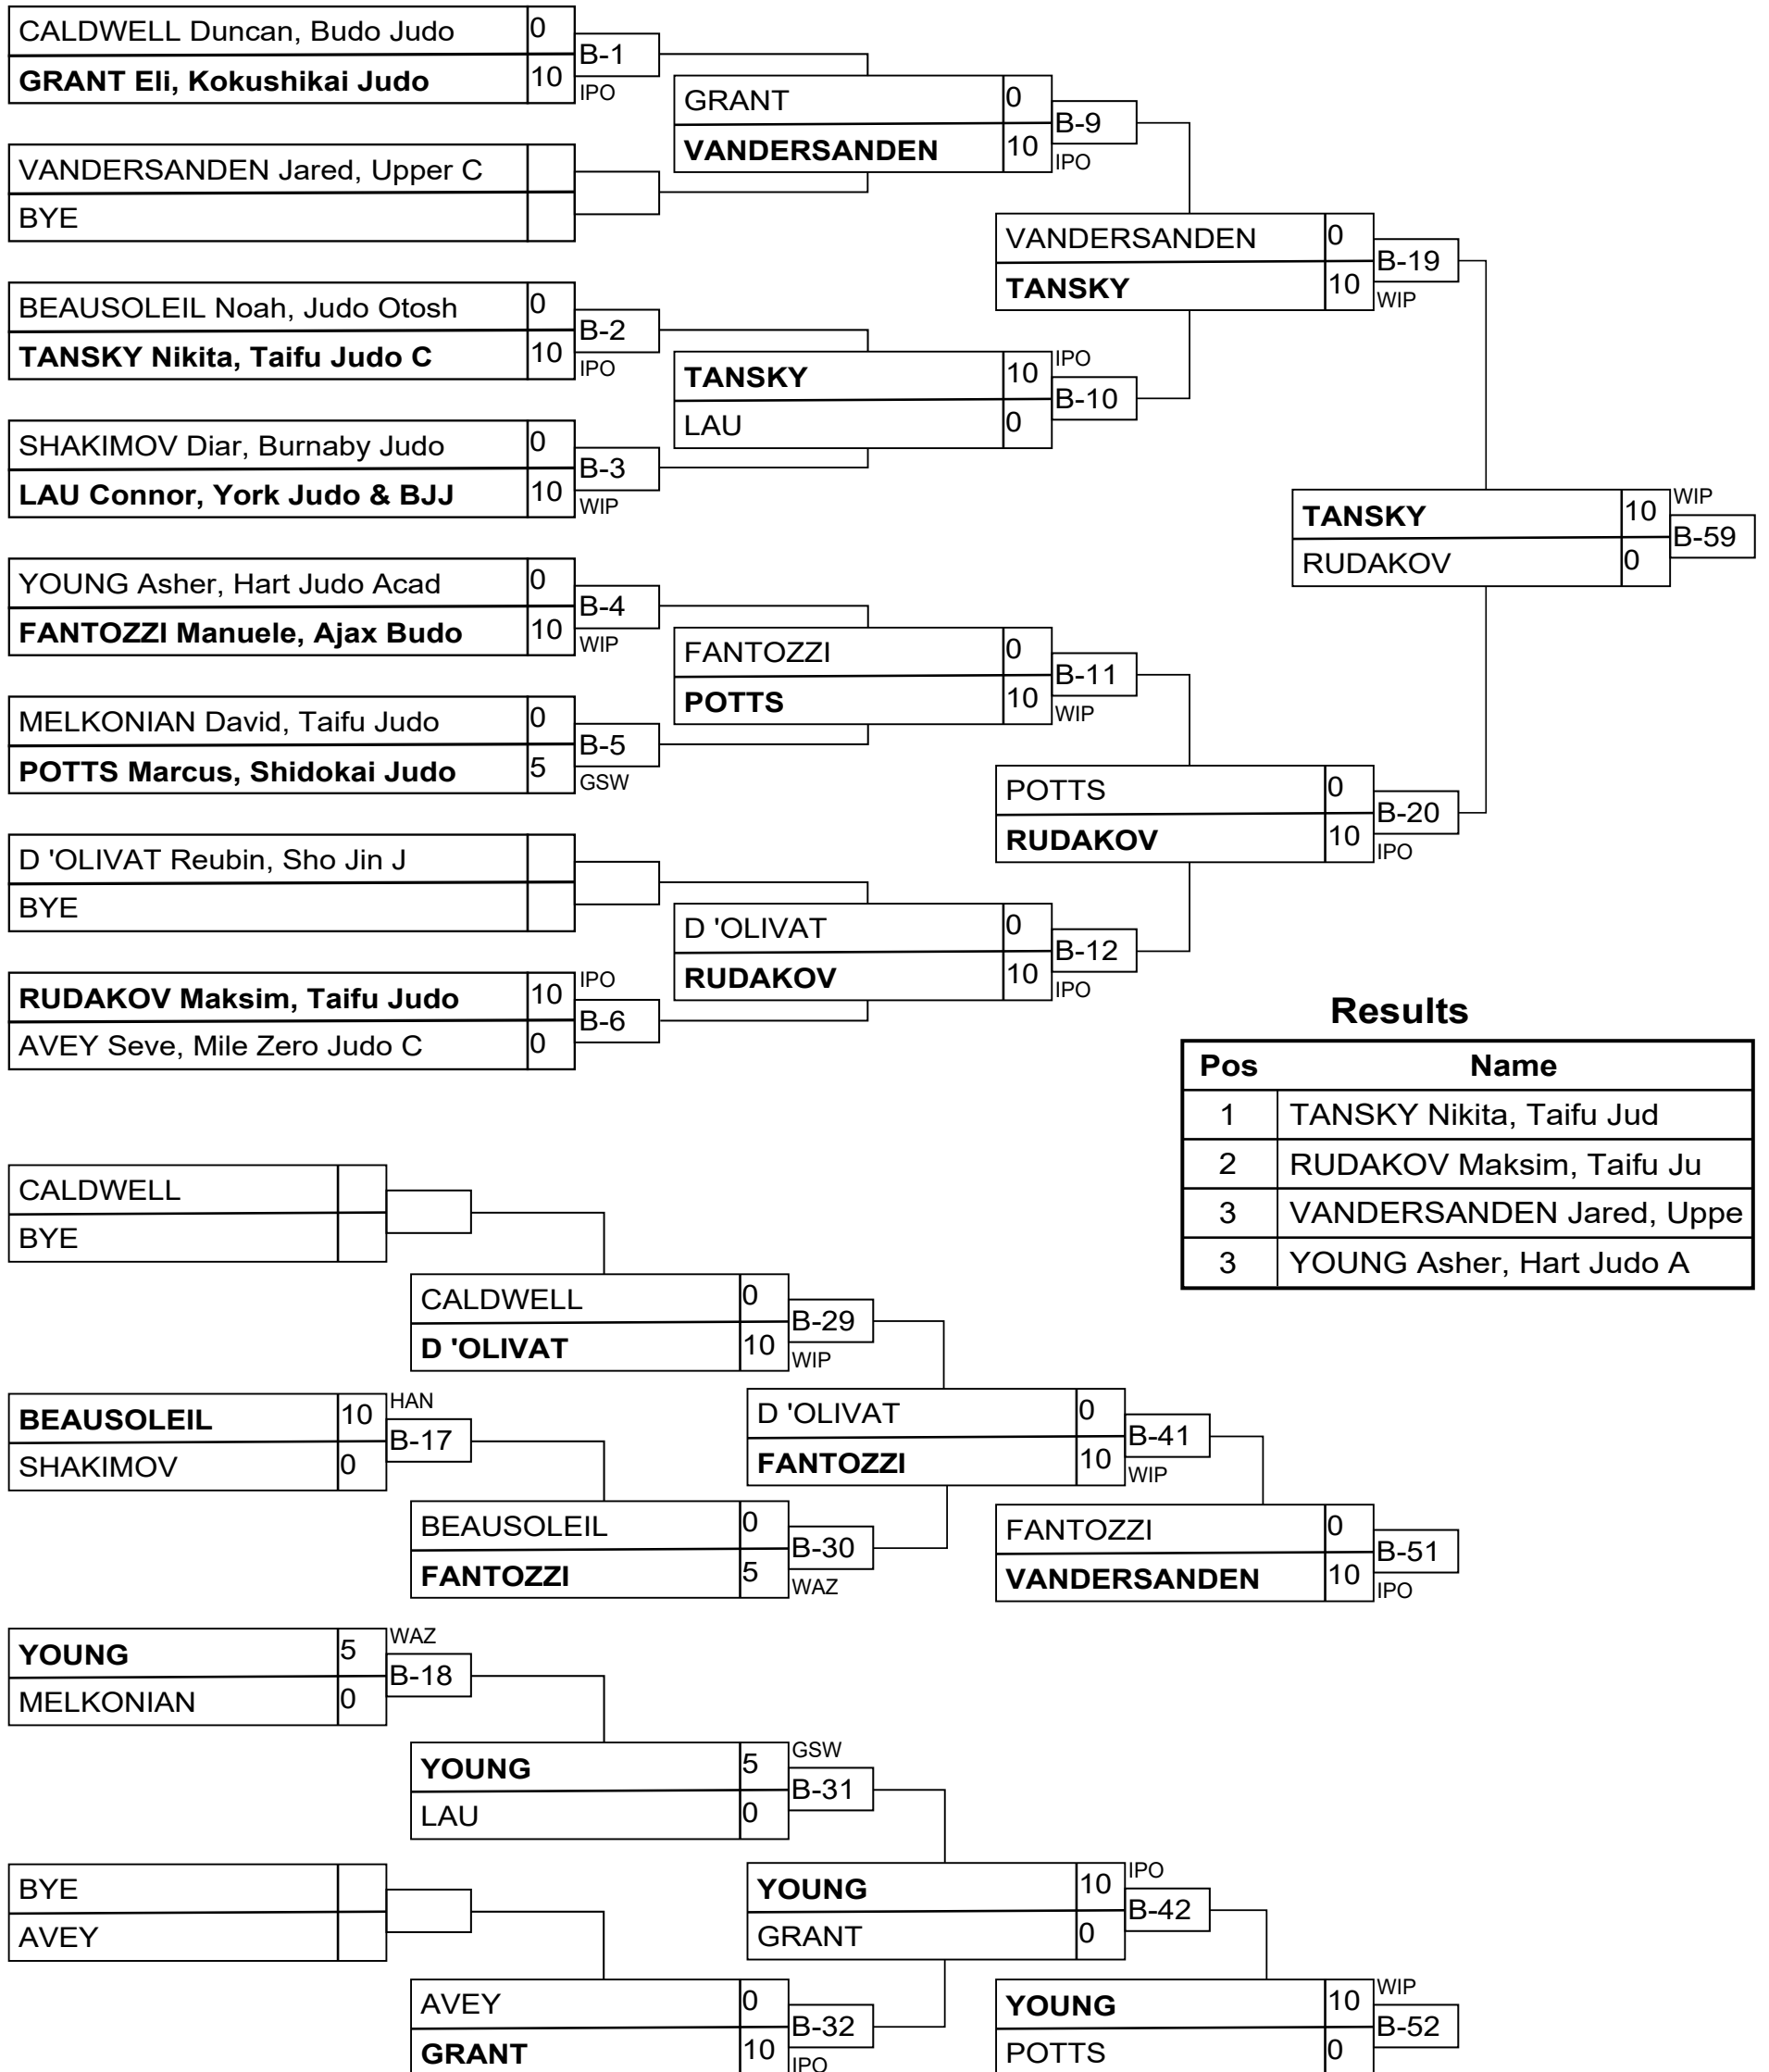 CALDWELL Duncan, Budo Judo 0
B-1
GRANT Eli, Kokushikai Judo 10
IPO
GRANT 0
B-9
VANDERSANDEN 10
IPO
VANDERSANDEN Jared, Upper C
BYE
VANDERSANDEN 0
B-19
TANSKY 10
WIP
BEAUSOLEIL Noah, Judo Otosh 0
B-2
TANSKY Nikita, Taifu Judo C 10
IPO
TANSKY 10
IPO
B-10
LAU 0
SHAKIMOV Diar, Burnaby Judo 0
B-3
LAU Connor, York Judo & BJJ 10
WIP
TANSKY 10
WIP
B-59
RUDAKOV 0
YOUNG Asher, Hart Judo Acad 0
B-4
FANTOZZI Manuele, Ajax Budo 10
WIP
FANTOZZI 0
B-11
POTTS 10
WIP
MELKONIAN David, Taifu Judo 0
B-5
POTTS Marcus, Shidokai Judo 5
GSW
POTTS 0
B-20
RUDAKOV 10
IPO
D 'OLIVAT Reubin, Sho Jin J
BYE
D 'OLIVAT 0
B-12
RUDAKOV 10
IPO
RUDAKOV Maksim, Taifu Judo 10
IPO
B-6
AVEY Seve, Mile Zero Judo C 0
Results
Pos Name
1 TANSKY Nikita, Taifu Jud
2 RUDAKOV Maksim, Taifu Ju
3 VANDERSANDEN Jared, Uppe
3 YOUNG Asher, Hart Judo A
CALDWELL
BYE
CALDWELL 0
B-29
D 'OLIVAT 10
WIP
BEAUSOLEIL 10
HAN
B-17
SHAKIMOV 0
D 'OLIVAT 0
B-41
FANTOZZI 10
WIP
BEAUSOLEIL 0
B-30
FANTOZZI 5
WAZ
FANTOZZI 0
B-51
VANDERSANDEN 10
IPO
YOUNG 5
WAZ
B-18
MELKONIAN 0
YOUNG 5
GSW
B-31
LAU 0
BYE
AVEY
YOUNG 10
IPO
B-42
GRANT 0
AVEY 0
B-32
GRANT 10
IPO
YOUNG 10
WIP
B-52
POTTS 0